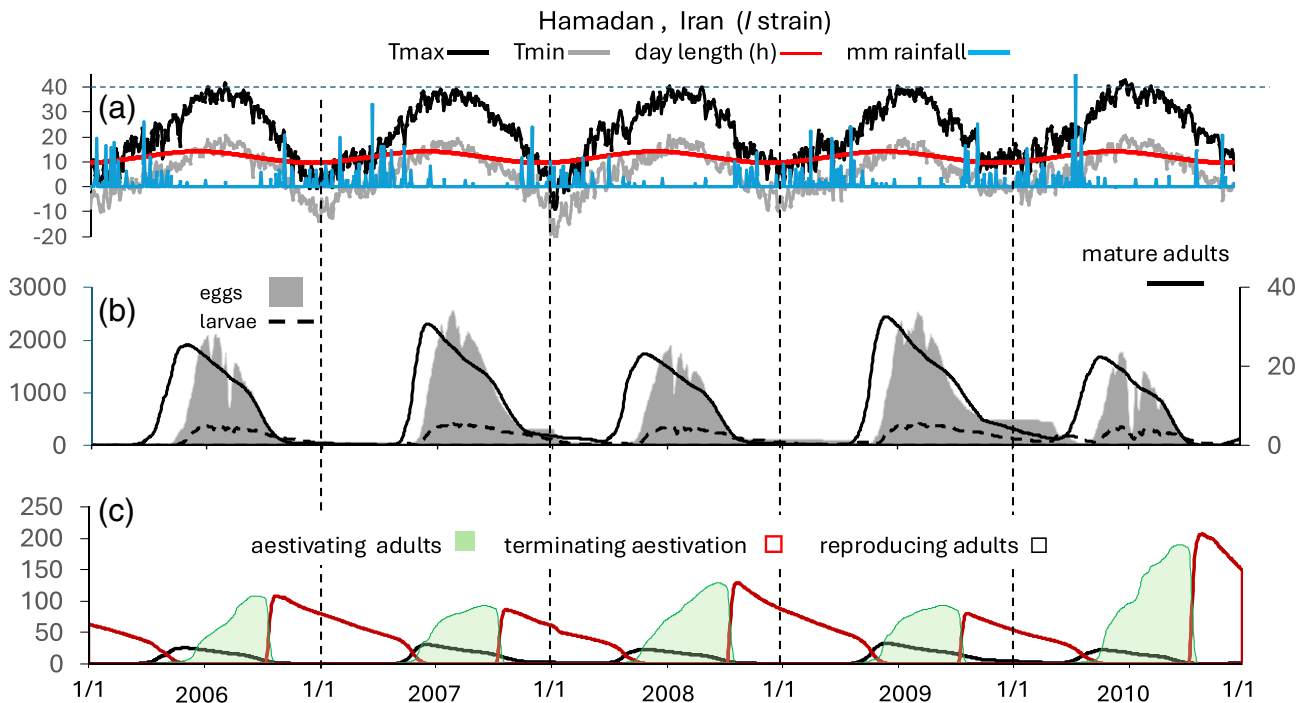 Hamadan , Iran (I strain)
Tmax Tmin day length (h) mm rainfall
(a)
40
30
20
10
0
-10
-20
mature adults
(b)
3000
2000
1000
0
eggs
larvae
40
20
0
(c)
250
200
150
100
50
0
aestivating adults terminating aestivation reproducing adults
1/1 2006 1/1 2007 1/1 2008 1/1 2009 1/1 2010 1/1